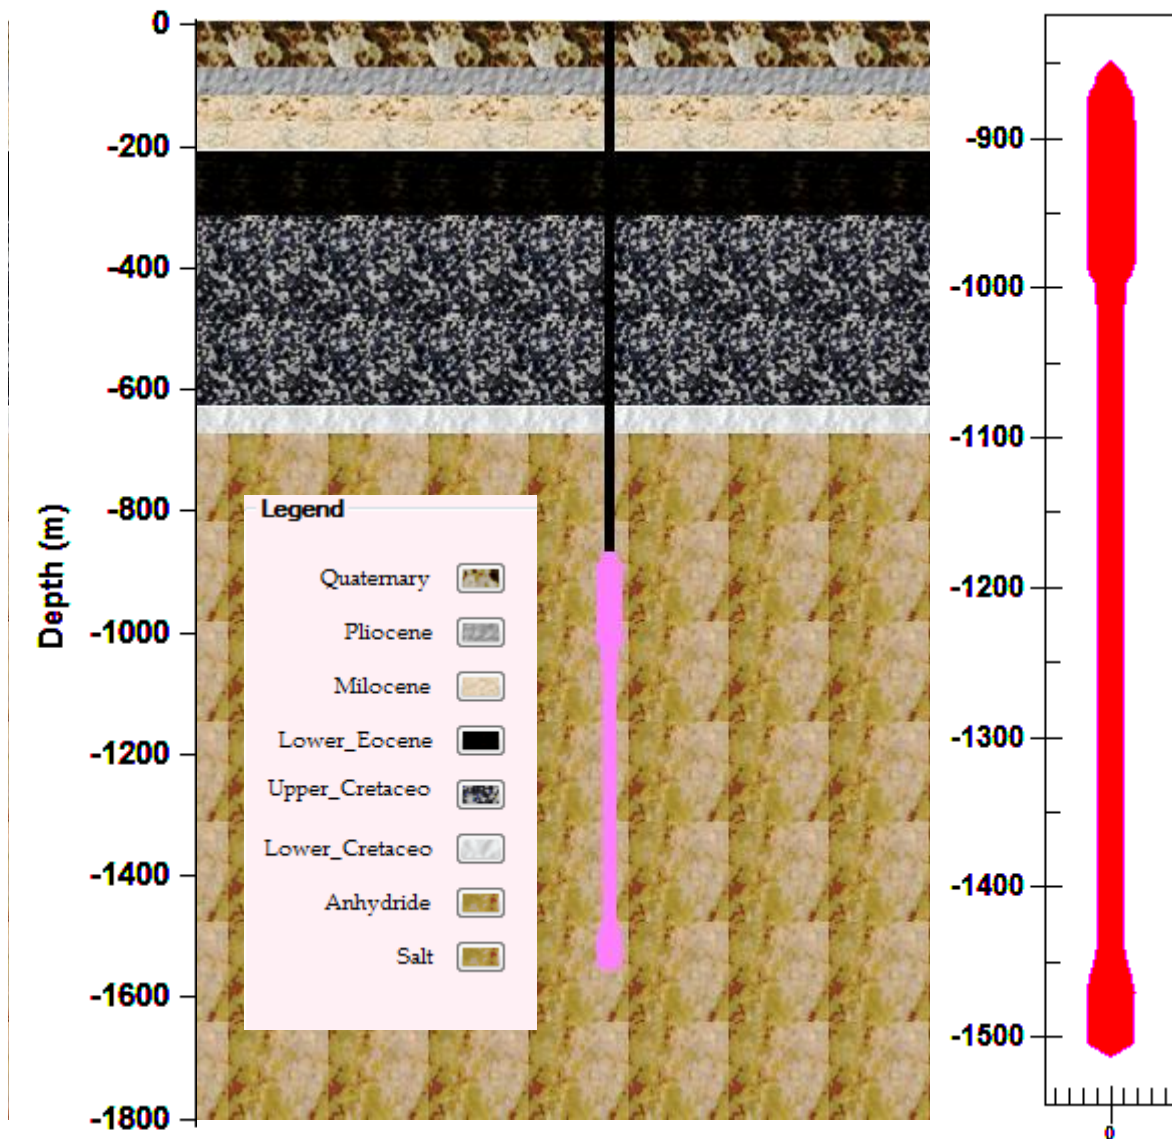 0
-200
-400
-600
-800
-1000
-1200
-1400
-1600
-1800
Depth (m)
Legend
Quaternary
Pliocene
Milocene
Lower_Eocene
Upper_Cretaceo
Lower_Cretaceo
Anhydride
Salt
-900
-1000
-1100
-1200
-1300
-1400
-1500
0